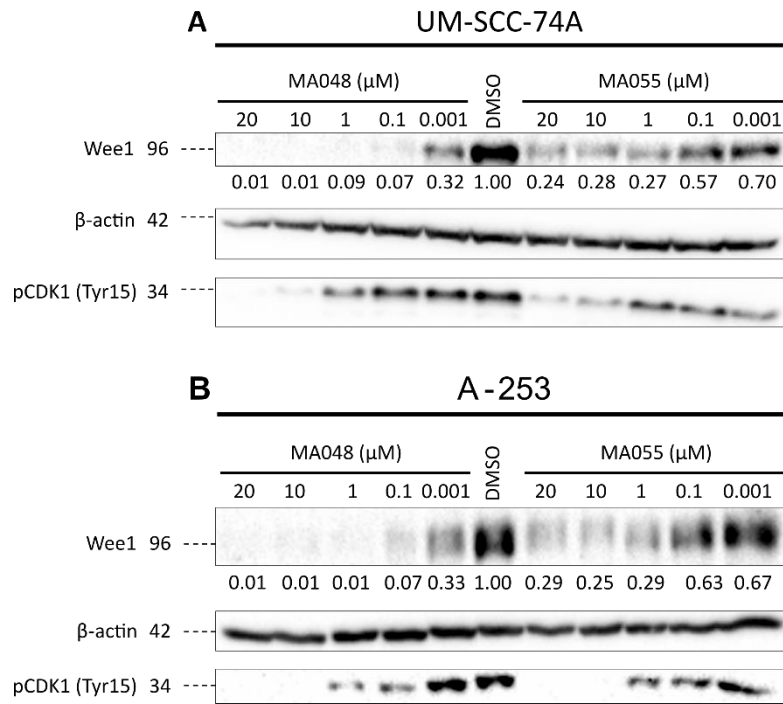 A UM-SCC-74A
MA048 (µM) DMSO MA055 (µM)
20 10 1 0.1 0.001 20 10 1 0.1 0.001
Wee1 96
0.01 0.01 0.09 0.07 0.32 1.00 0.24 0.28 0.27 0.57 0.70
β-actin 42
pCDK1 (Tyr15) 34
B A-253
MA048 (µM) DMSO MA055 (µM)
20 10 1 0.1 0.001 20 10 1 0.1 0.001
Wee1 96
0.01 0.01 0.01 0.07 0.33 1.00 0.29 0.25 0.29 0.63 0.67
β-actin 42
pCDK1 (Tyr15) 34